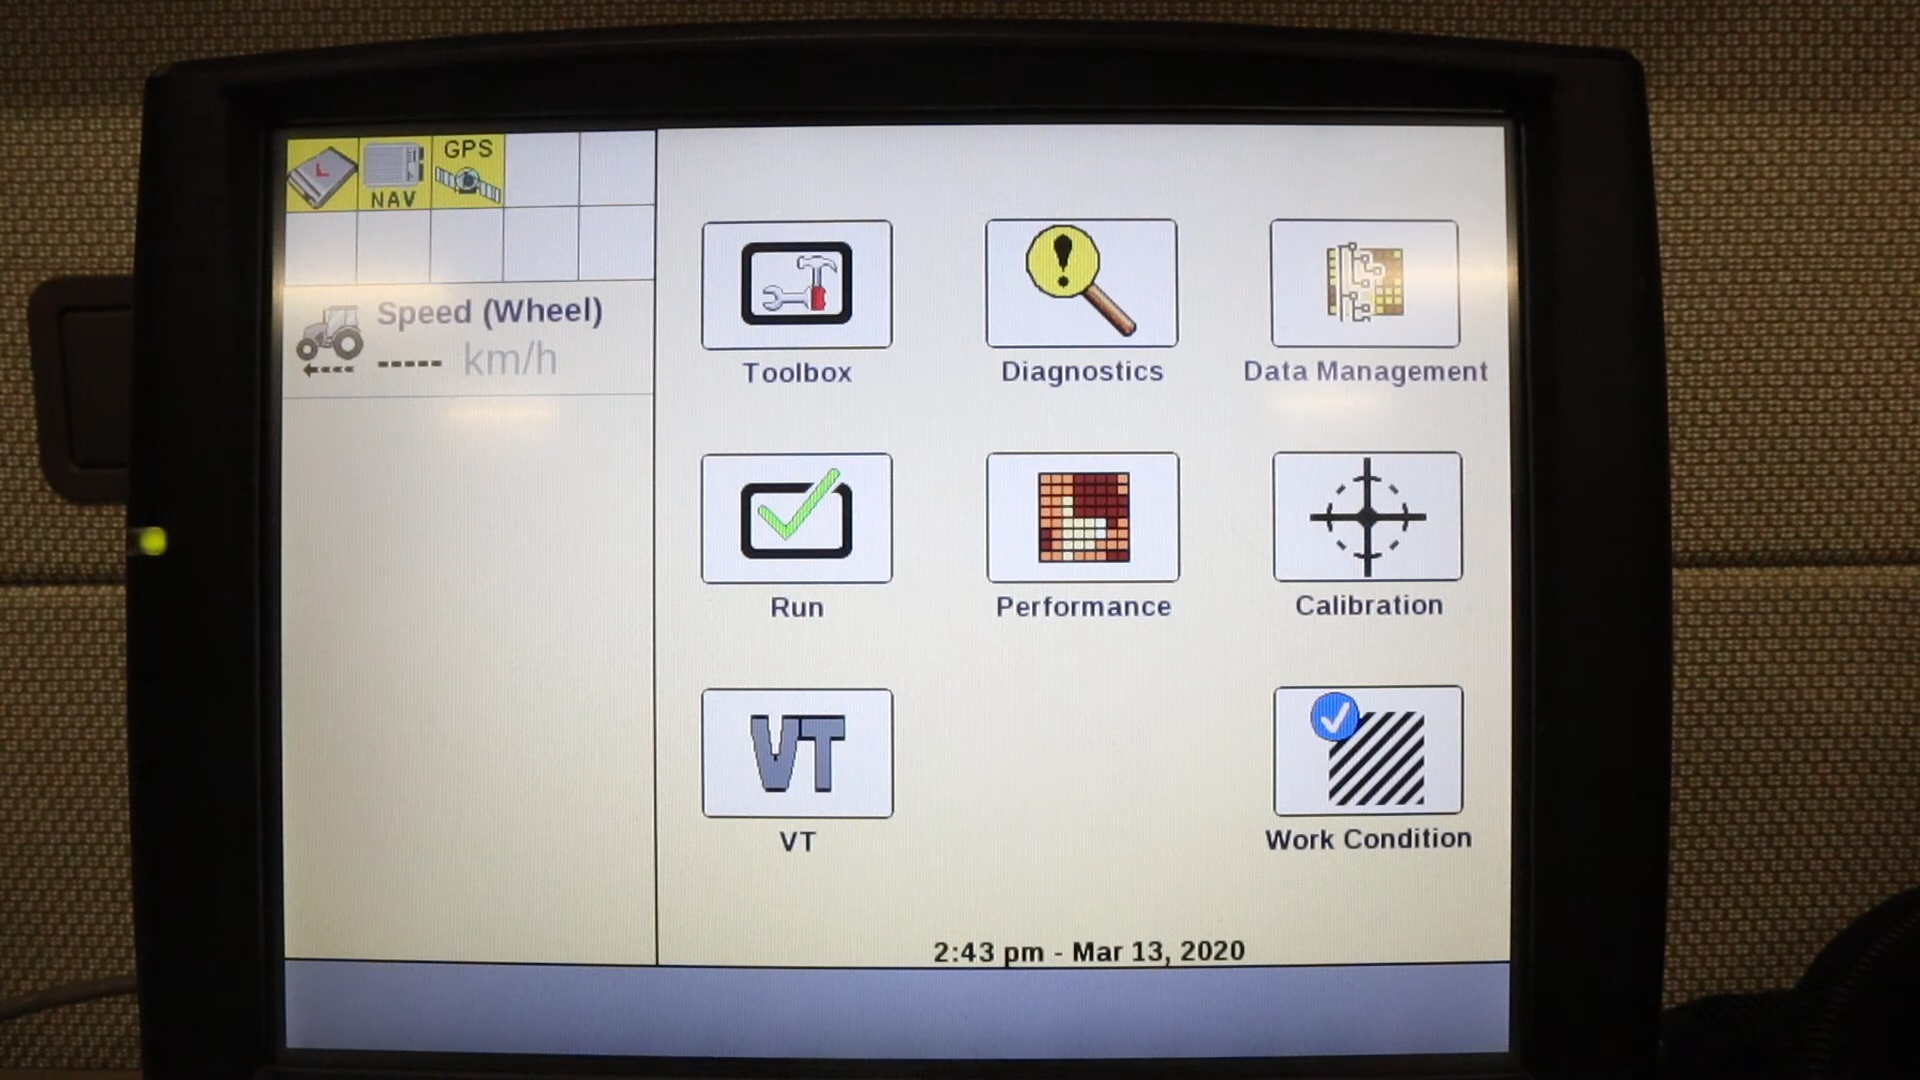 GPS
NAV
Speed (Wheel)
----- km/h
Toolbox
Diagnostics
Data Management
Run
Performance
Calibration
VT
VT
Work Condition
2:43 pm - Mar 13, 2020